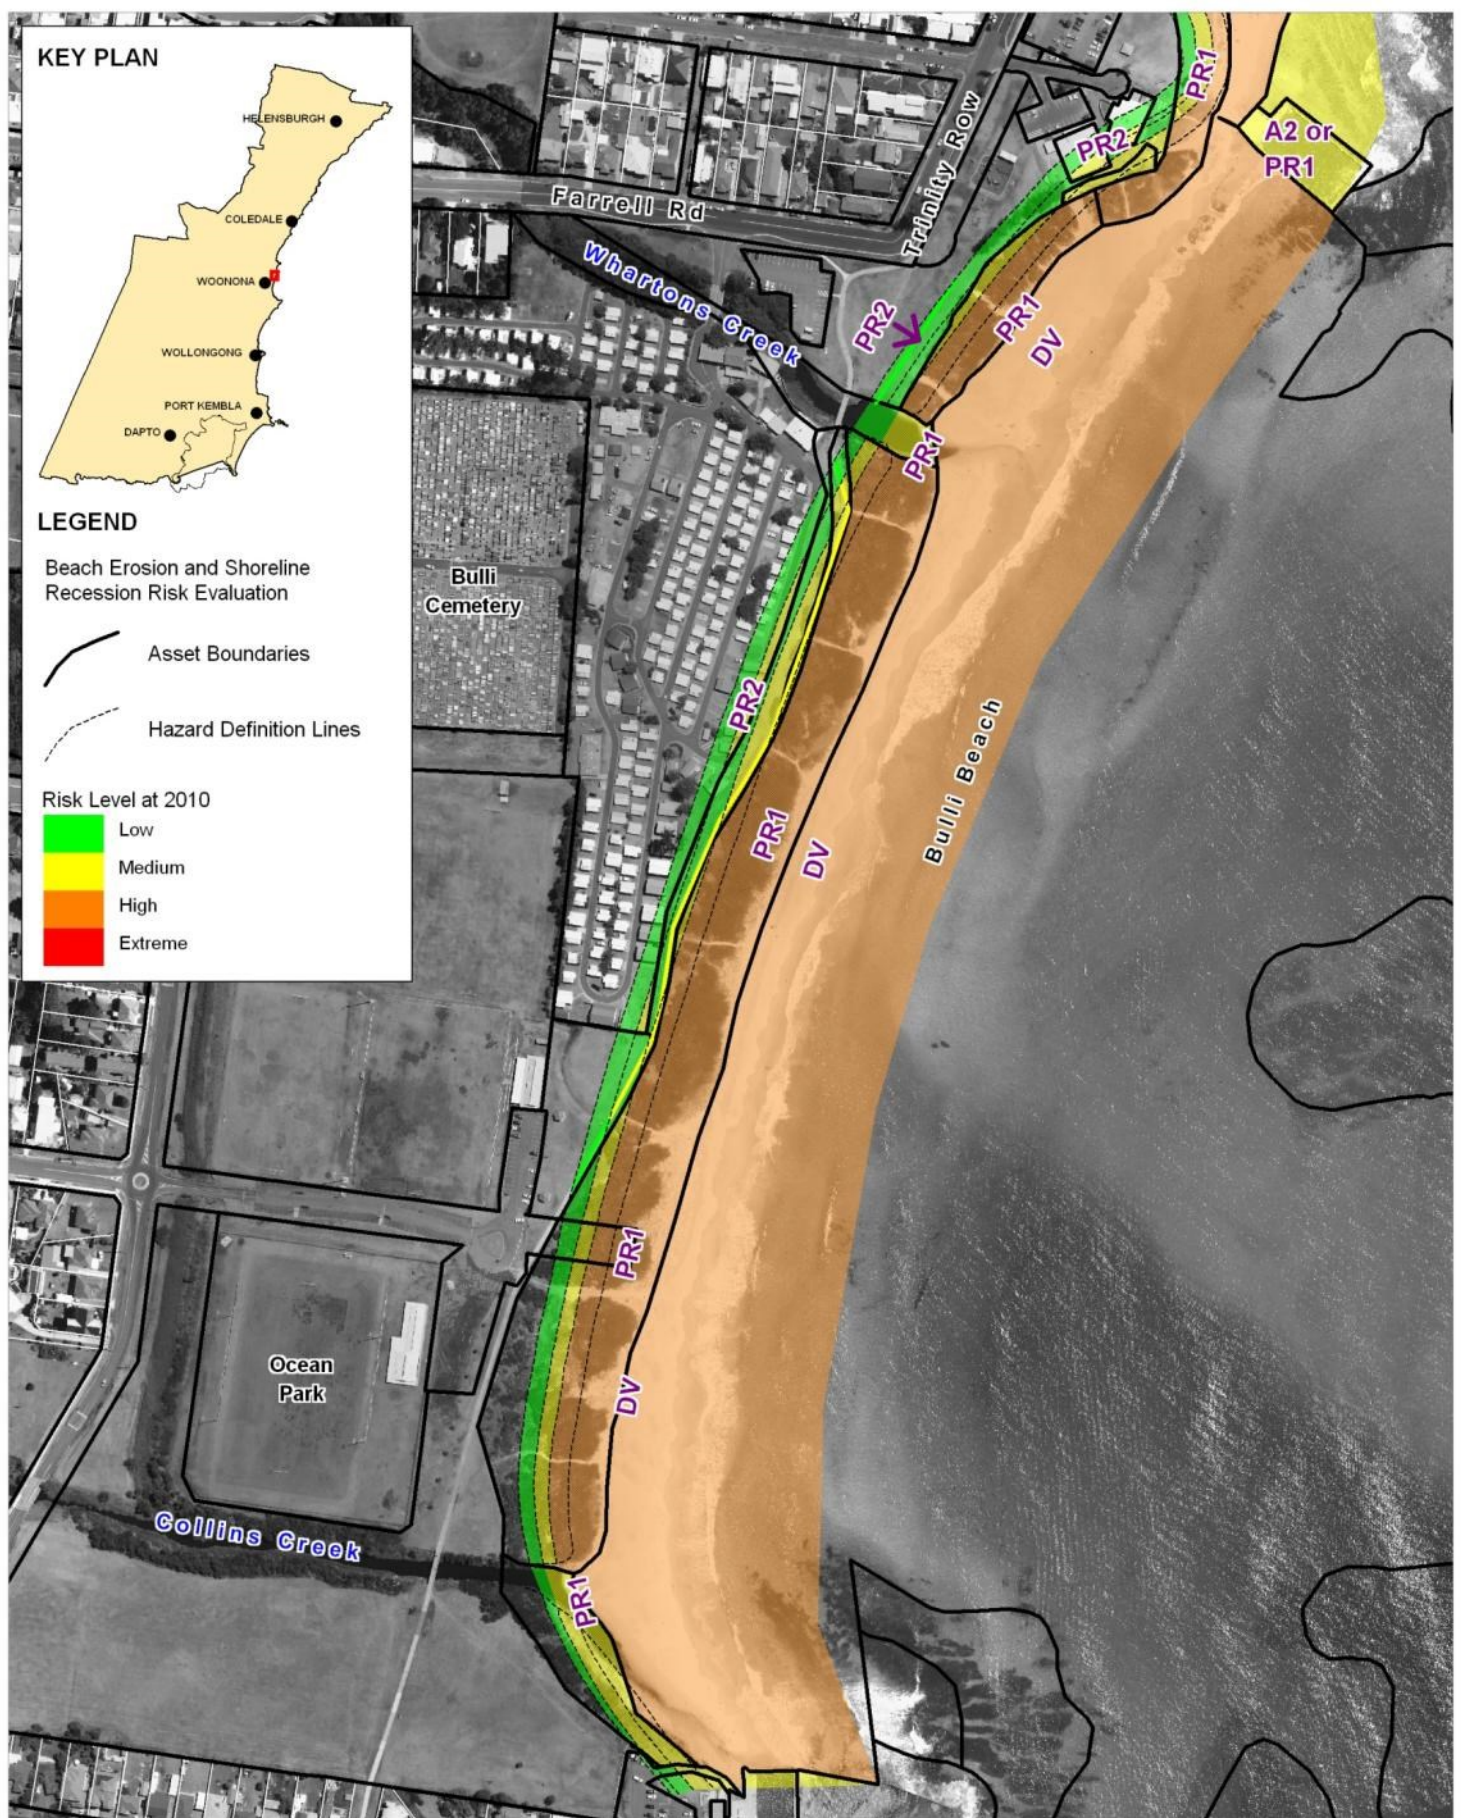 KEY PLAN
HELENSBURGH
COLEDALE
WOONONA
WOLLONGONG
PORT KEMBLA
DAPTO
LEGEND
Beach Erosion and Shoreline
Recession Risk Evaluation
Asset Boundaries
Hazard Definition Lines
Risk Level at 2010
Low
Medium
High
Extreme
PR1
A2 or
PR1
PR2
Farrell Rd
Trinity Row
Whartons Creek
PR2
PR1
DV
PR1
Bulli
Cemetery
PR2
Bulli Beach
PR1
DV
PR1
Ocean
Park
DV
Collins Creek
PR1